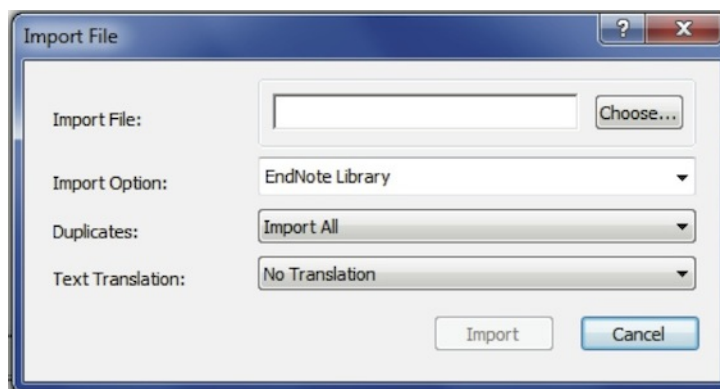 Import File
Import File:
Choose...
Import Option:
EndNote Library
Duplicates:
Import All
Text Translation:
No Translation
Import
Cancel